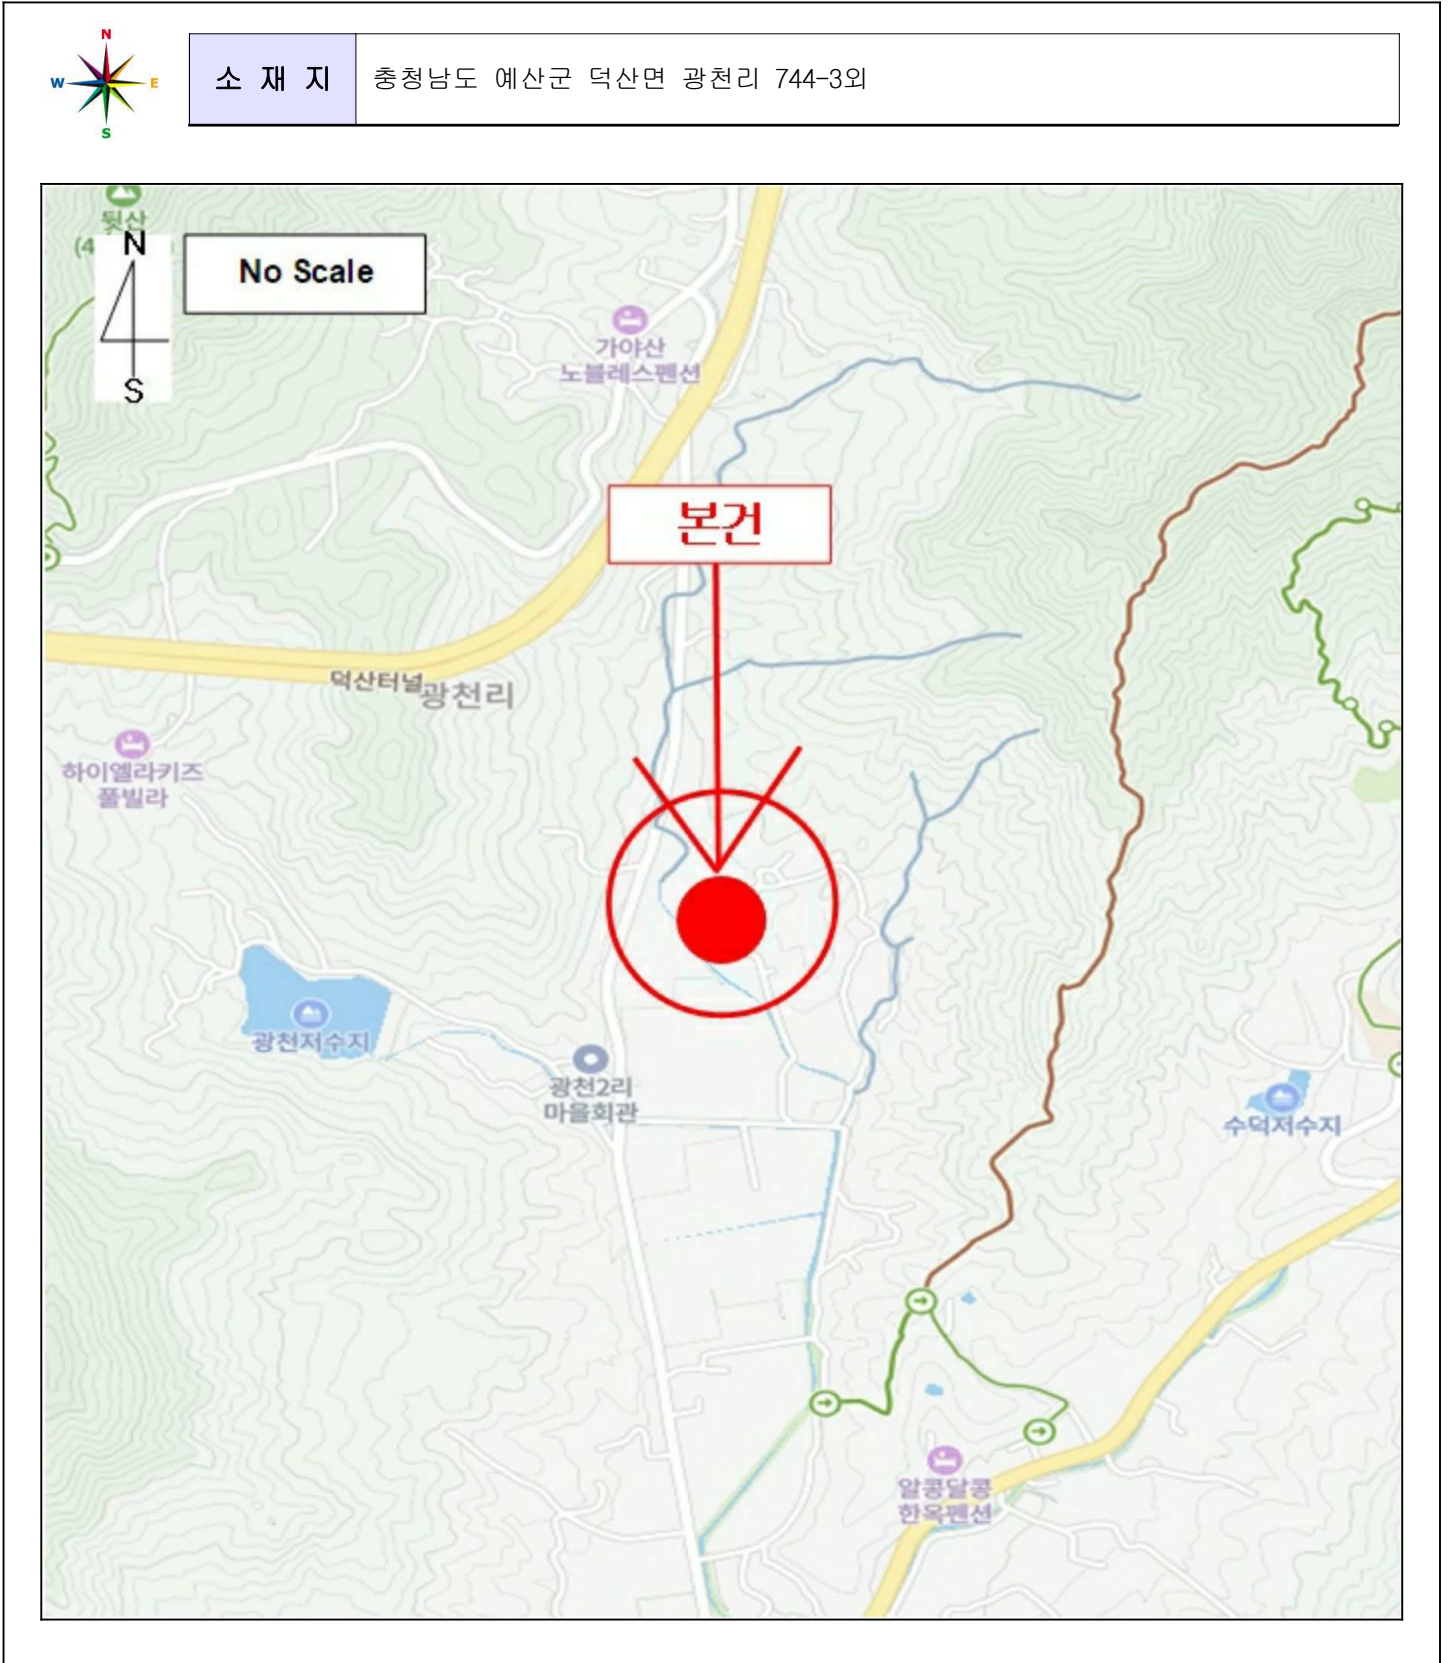 N
W E
S
소 재 지
충청남도 예산군 덕산면 광천리 744-3외
뒷산
(4
N
S
No Scale
가야산
노블레스펜션
본건
덕산터널
광천리
하이엘라키즈
풀빌라
광천저수지
광천2리
마을회관
수덕저수지
알콩달콩
한옥펜션